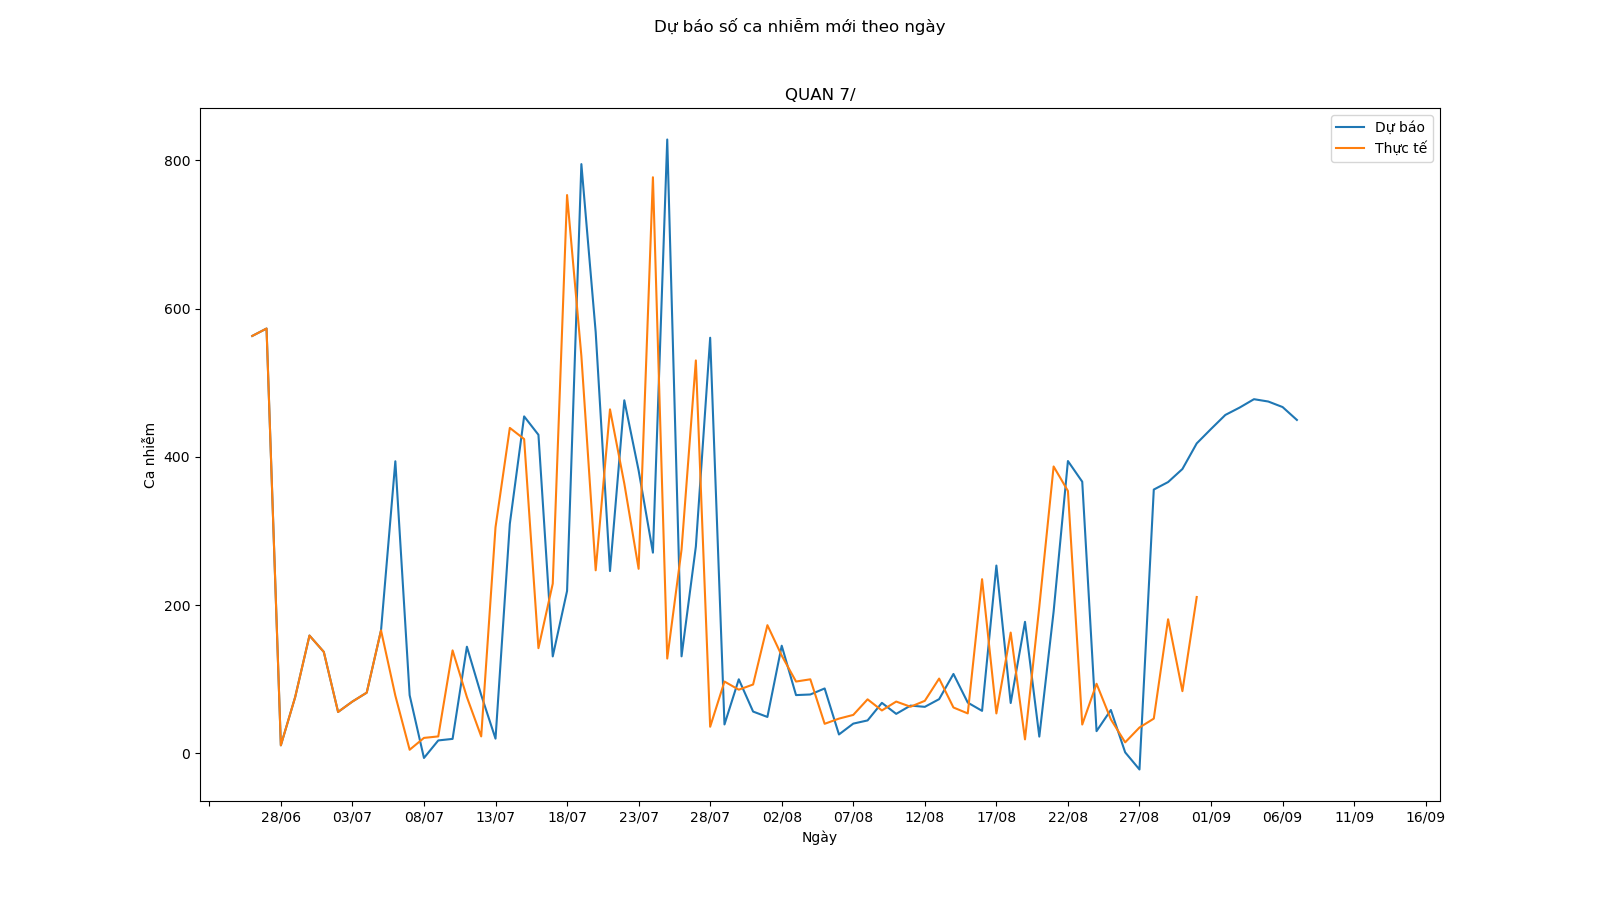 Dự báo số ca nhiễm mới theo ngày
QUAN 7/
Dự báo
Thực tế
800
600
400
200
0
Ca nhiễm
28/06 03/07 08/07 13/07 18/07 23/07 28/07 02/08 07/08 12/08 17/08 22/08 27/08 01/09 06/09 11/09 16/09
Ngày